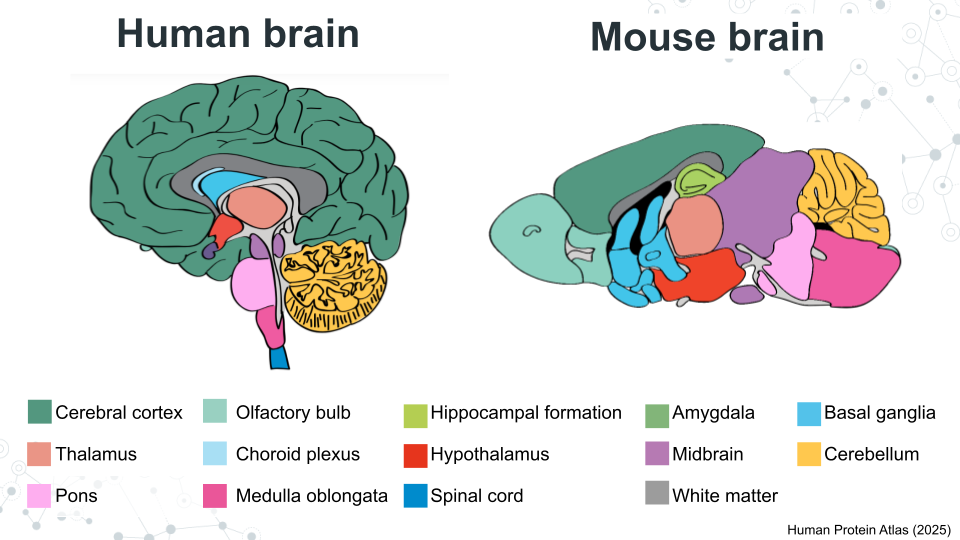 Human brain
Mouse brain
Cerebral cortex
Olfactory bulb
Hippocampal formation
Amygdala
Basal ganglia
Thalamus
Choroid plexus
Hypothalamus
Midbrain
Cerebellum
Pons
Medulla oblongata
Spinal cord
White matter
Human Protein Atlas (2025)